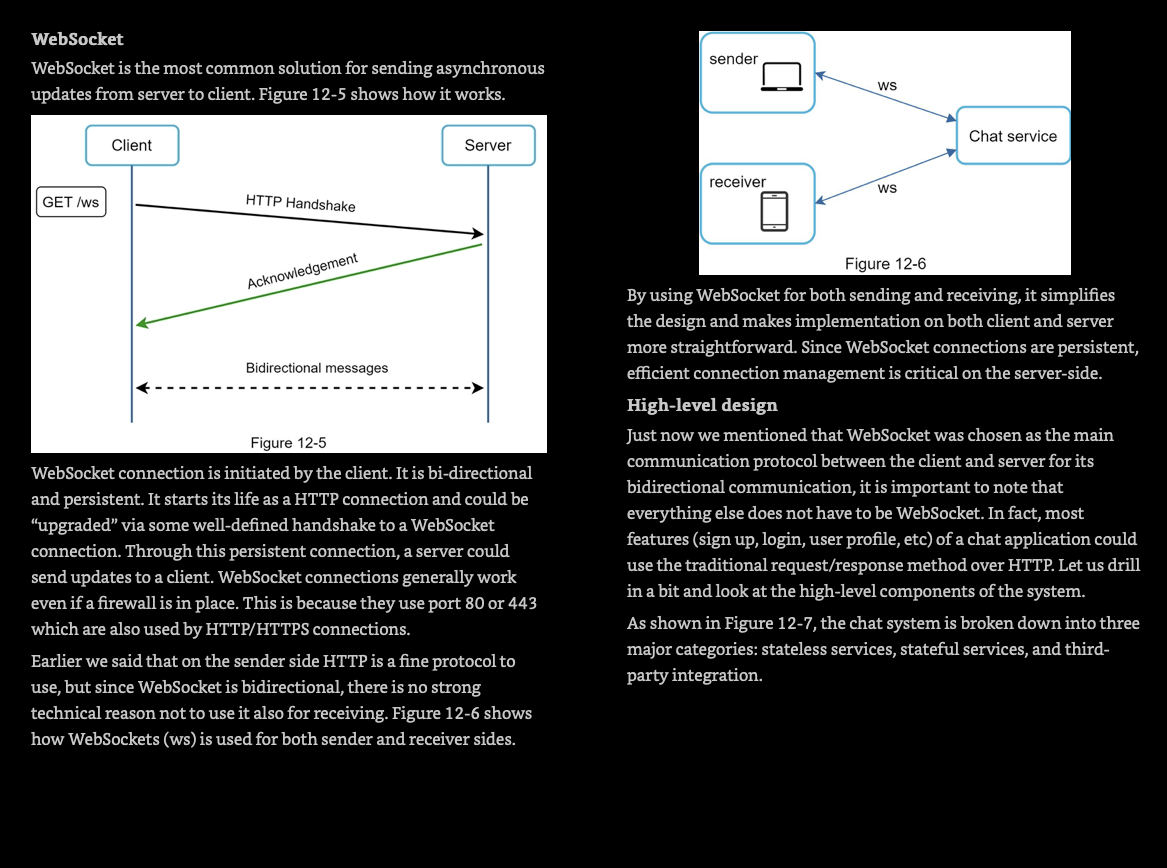 WebSocket
WebSocket is the most common solution for sending asynchronous
updates from server to client. Figure 12-5 shows how it works.
Client
Server
GET /ws
HTTP Handshake
Acknowledgement
Bidirectional messages
Figure 12-5
WebSocket connection is initiated by the client. It is bi-directional
and persistent. It starts its life as a HTTP connection and could be
“upgraded” via some well-defined handshake to a WebSocket
connection. Through this persistent connection, a server could
send updates to a client. WebSocket connections generally work
even if a firewall is in place. This is because they use port 80 or 443
which are also used by HTTP/HTTPS connections.
Earlier we said that on the sender side HTTP is a fine protocol to
use, but since WebSocket is bidirectional, there is no strong
technical reason not to use it also for receiving. Figure 12-6 shows
how WebSockets (ws) is used for both sender and receiver sides.
sender
ws
Chat service
receiver
ws
Figure 12-6
By using WebSocket for both sending and receiving, it simplifies
the design and makes implementation on both client and server
more straightforward. Since WebSocket connections are persistent,
efficient connection management is critical on the server-side.
High-level design
Just now we mentioned that WebSocket was chosen as the main
communication protocol between the client and server for its
bidirectional communication, it is important to note that
everything else does not have to be WebSocket. In fact, most
features (sign up, login, user profile, etc) of a chat application could
use the traditional request/response method over HTTP. Let us drill
in a bit and look at the high-level components of the system.
As shown in Figure 12-7, the chat system is broken down into three
major categories: stateless services, stateful services, and third-
party integration.